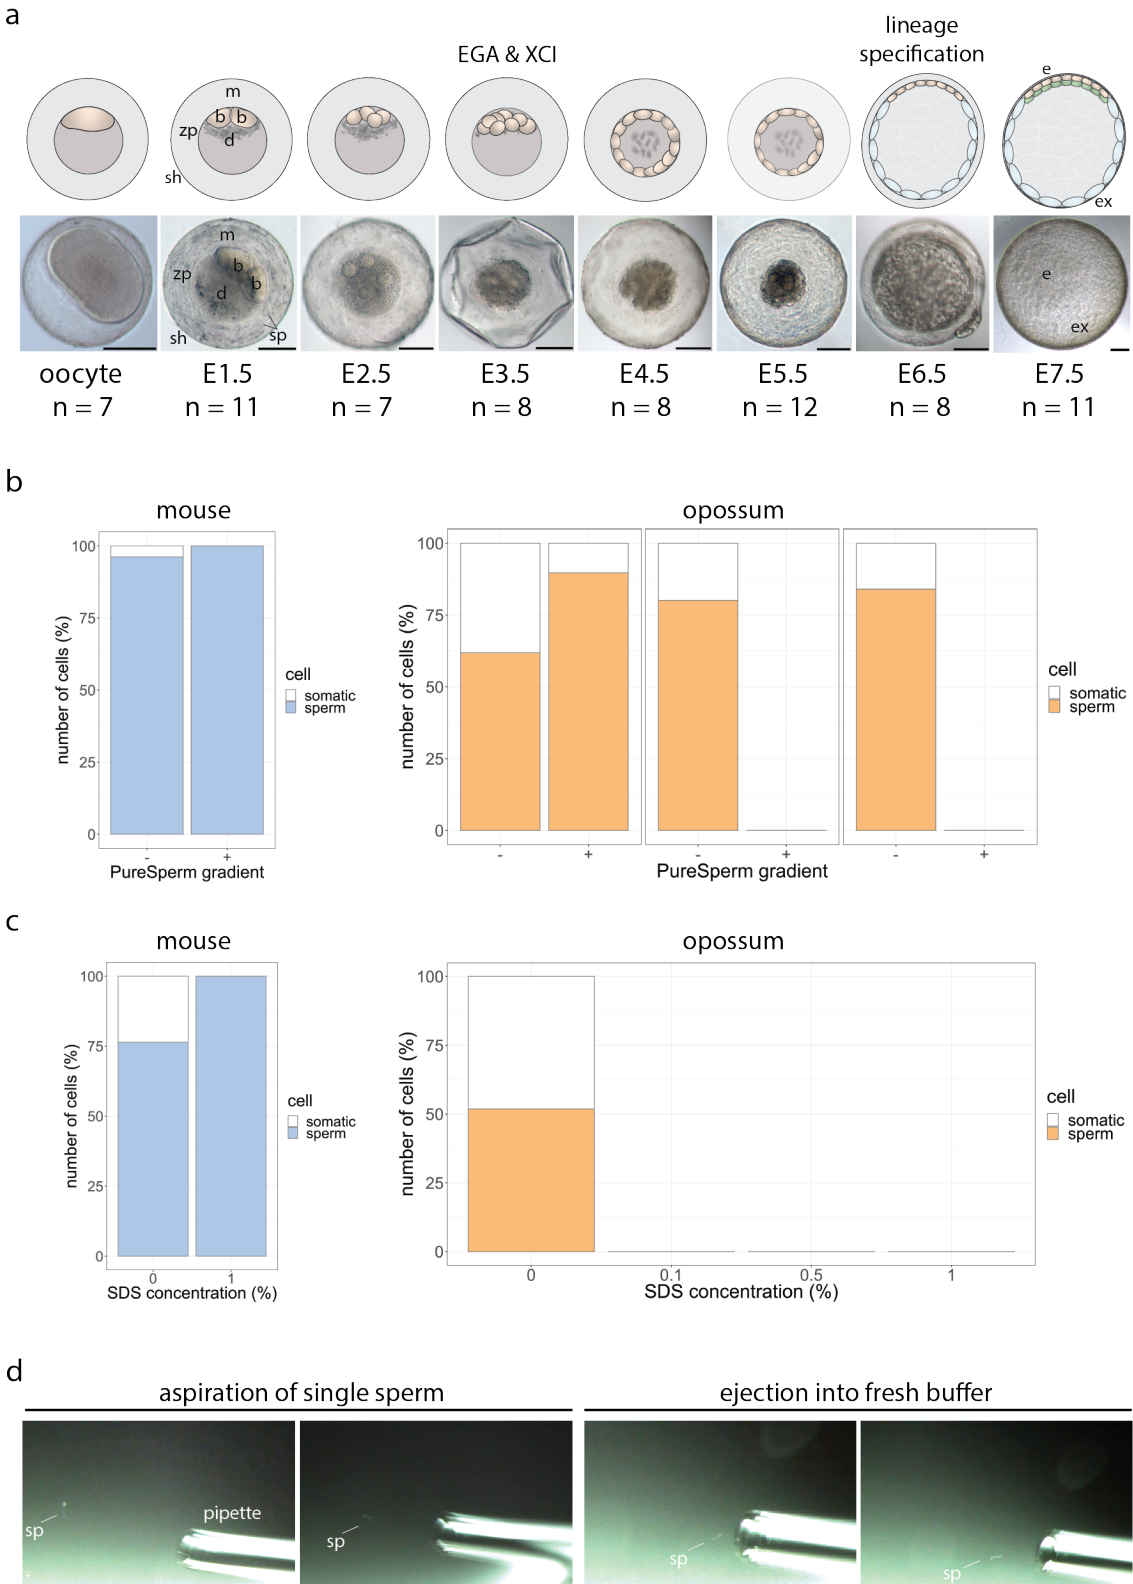 a
lineage
specification
EGA & XCI
e
m
b b
zp
d
sh
ex
m
b
zp
b
d
e
sh
sp
ex
oocyte E1.5 E2.5 E3.5 E4.5 E5.5 E6.5 E7.5
n = 7 n = 11 n = 7 n = 8 n = 8 n = 12 n = 8 n = 11
b
mouse
100
75
50
25
0
number of cells (%)
- +
PureSperm gradient
cell
somatic
sperm
opossum
100
75
50
25
0
number of cells (%)
- + - + - +
PureSperm gradient
cell
somatic
sperm
c
mouse
100
75
50
25
0
number of cells (%)
0 1
SDS concentration (%)
cell
somatic
sperm
opossum
100
75
50
25
0
number of cells (%)
0 0.1 0.5 1
SDS concentration (%)
cell
somatic
sperm
d
aspiration of single sperm
ejection into fresh buffer
pipette
sp
sp
sp
sp